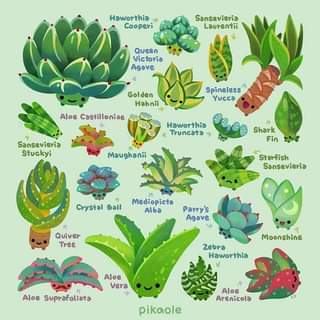 Haworthia
Cooperi
Sansevieria
Laurentii
Queen
Victoria
Agave
Golden
Hahnii
Spineless
Yucca
Sansevieria
Stuckyi
Aloe Castilloniae
Haworthia
Truncata
Shark
Fin
Maughanii
Starfish
Sansevieria
Crystal Ball
Mediopicta
Alba
Parry's
Agave
Moonshine
Quiver
Tree
Zebra
Haworthia
Aloe Suprafoliata
Aloe
Vera
Aloe
Arenicola
pikaole